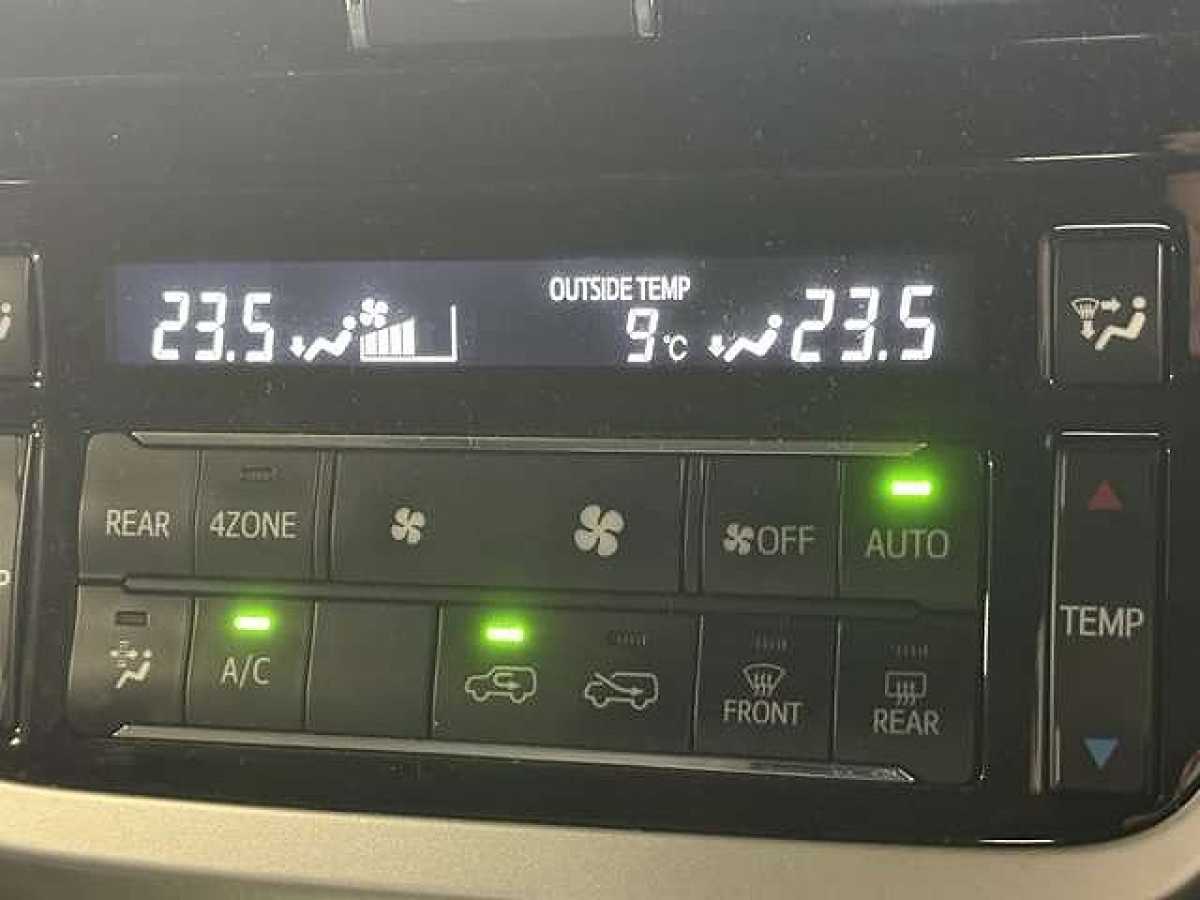 OUTSIDE TEMP
23.5 9°C 23.5
REAR 4ZONE OFF AUTO
TEMP
A/C FRONT REAR